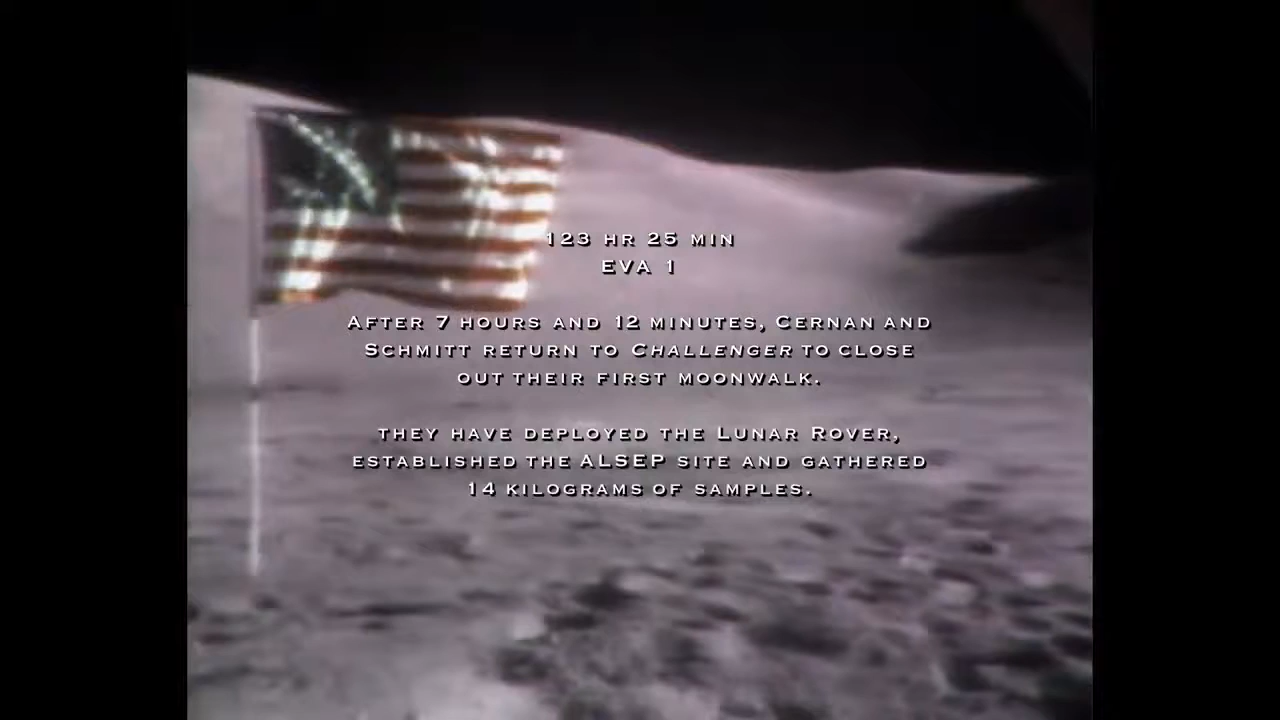 123 HR 25 MIN
EVA 1
AFTER 7 HOURS AND 12 MINUTES, CERNAN AND
SCHMITT RETURN TO CHALLENGER TO CLOSE
OUT THEIR FIRST MOONWALK.
THEY HAVE DEPLOYED THE LUNAR ROVER,
ESTABLISHED THE ALSEP SITE AND GATHERED
14 KILOGRAMS OF SAMPLES.